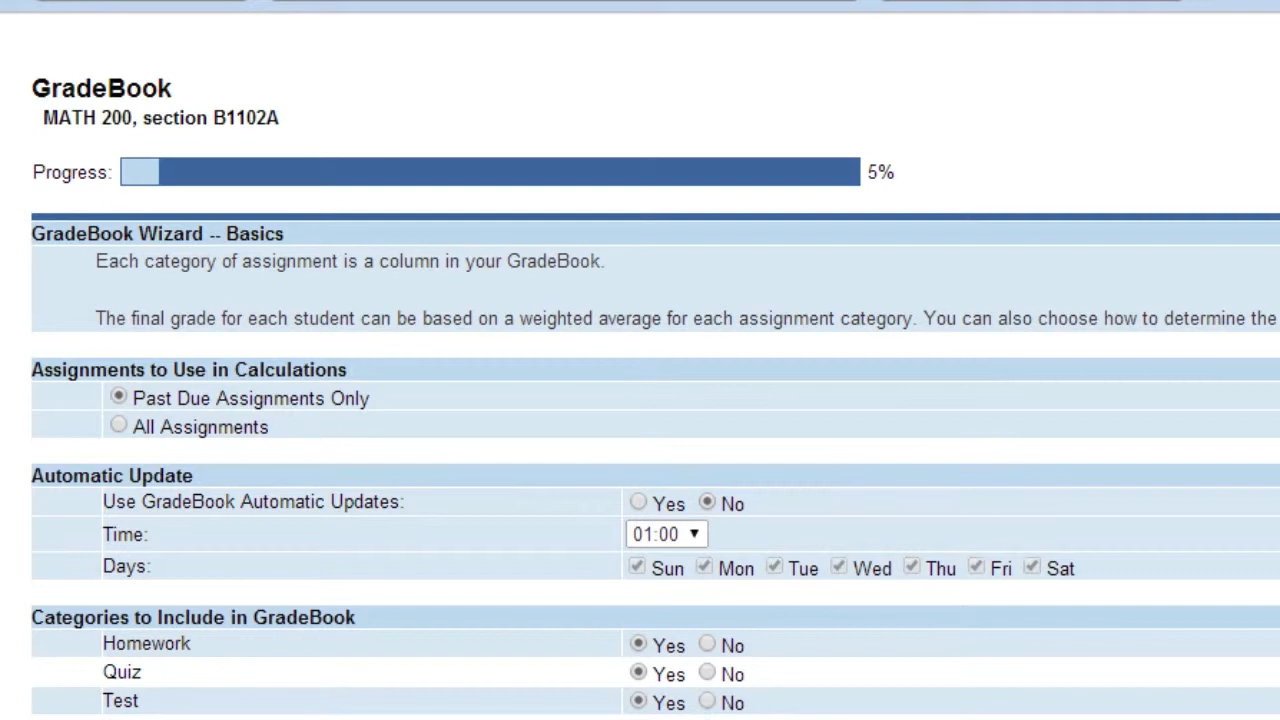 GradeBook
MATH 200, section B1102A
Progress: 5%
GradeBook Wizard -- Basics
Each category of assignment is a column in your GradeBook.
The final grade for each student can be based on a weighted average for each assignment category. You can also choose how to determine the
Assignments to Use in Calculations
Past Due Assignments Only
All Assignments
Automatic Update
Use GradeBook Automatic Updates: Yes No
Time: 01:00
Days: Sun Mon Tue Wed Thu Fri Sat
Categories to Include in GradeBook
Homework Yes No
Quiz Yes No
Test Yes No